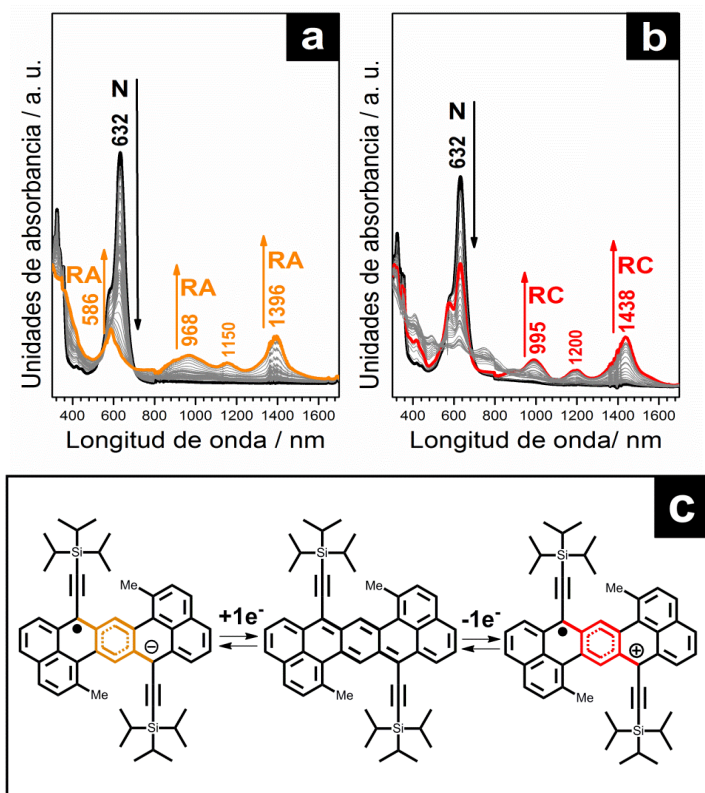 a
Unidades de absorbancia / a. u.
N
632
RA
586
RA
968
1150
RA
1396
400 600 800 1000 1200 1400 1600
Longitud de onda / nm
b
Unidades de absorbancia / a. u.
N
632
RC
995
1200
RC
1438
400 600 800 1000 1200 1400 1600
Longitud de onda/ nm
c
Si
Me
Me
Si
+1e-
Si
Me
Me
Si
-1e-
Si
Me
Me
Si